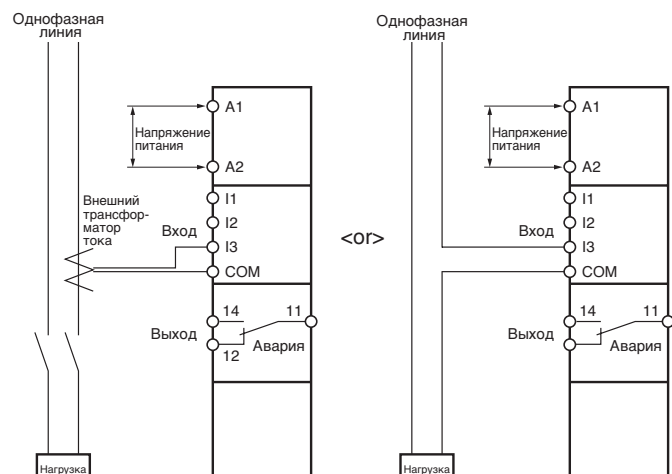 Однофазная
линия
A1
Напряжение
питания
A2
Внешний
трансфор-
матор
тока
Вход
I1
I2
I3
COM
14
11
Выход
12
Авария
Нагрузка
<or>
Однофазная
линия
A1
Напряжение
питания
A2
I1
I2
Вход
I3
COM
14
11
Выход
12
Авария
Нагрузка